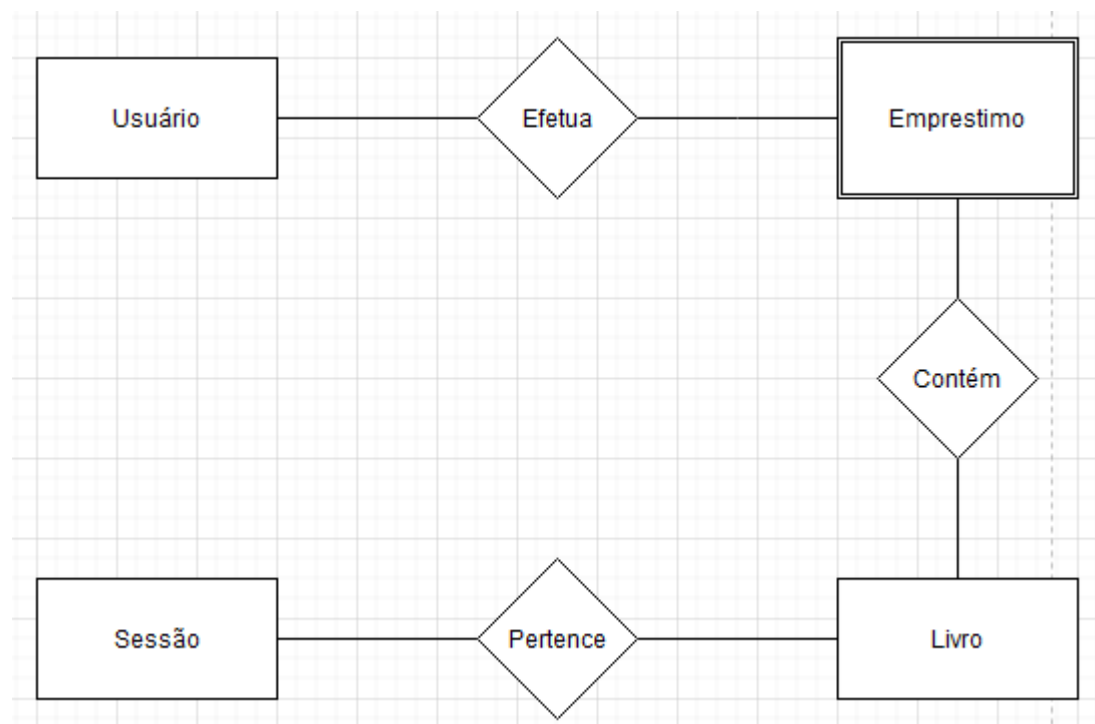 Usuário
Efetua
Emprestimo
Contém
Sessão
Pertence
Livro